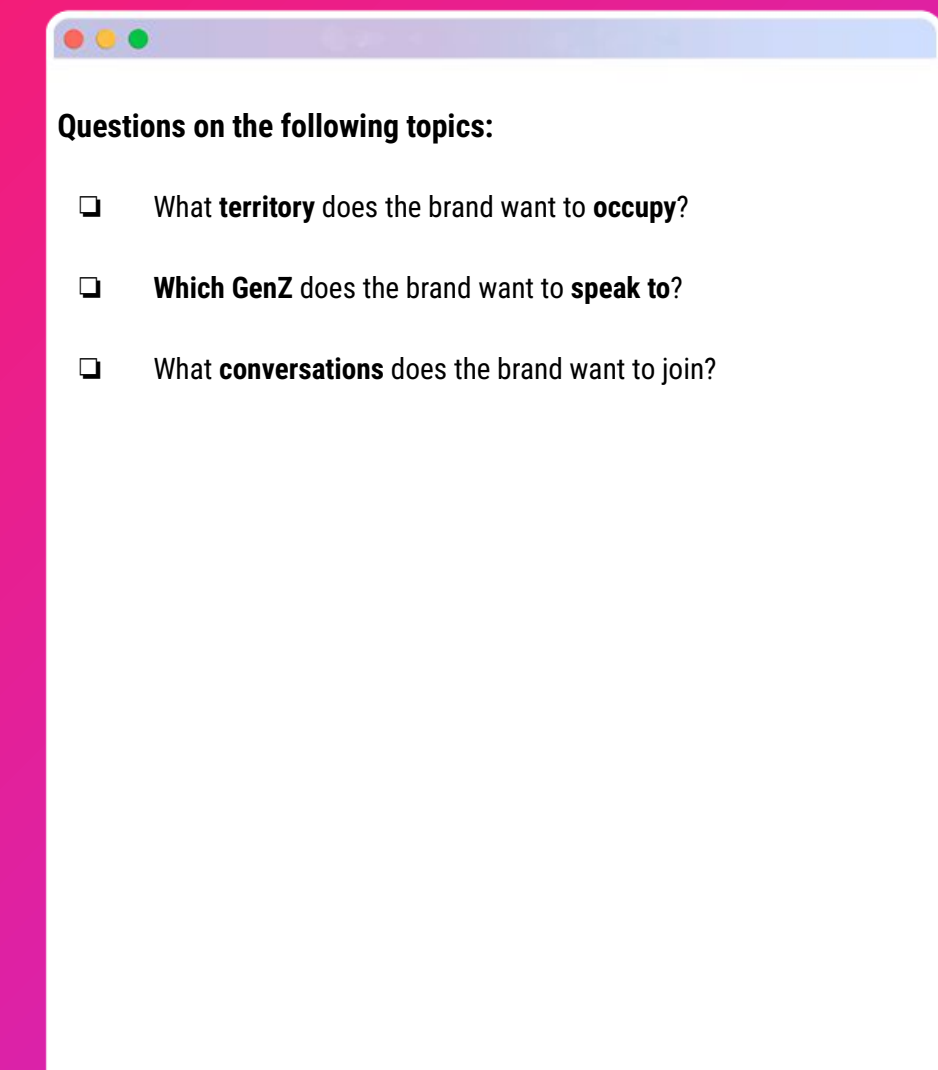 Questions on the following topics:
❏ What territory does the brand want to occupy?
❏ Which GenZ does the brand want to speak to?
❏ What conversations does the brand want to join?